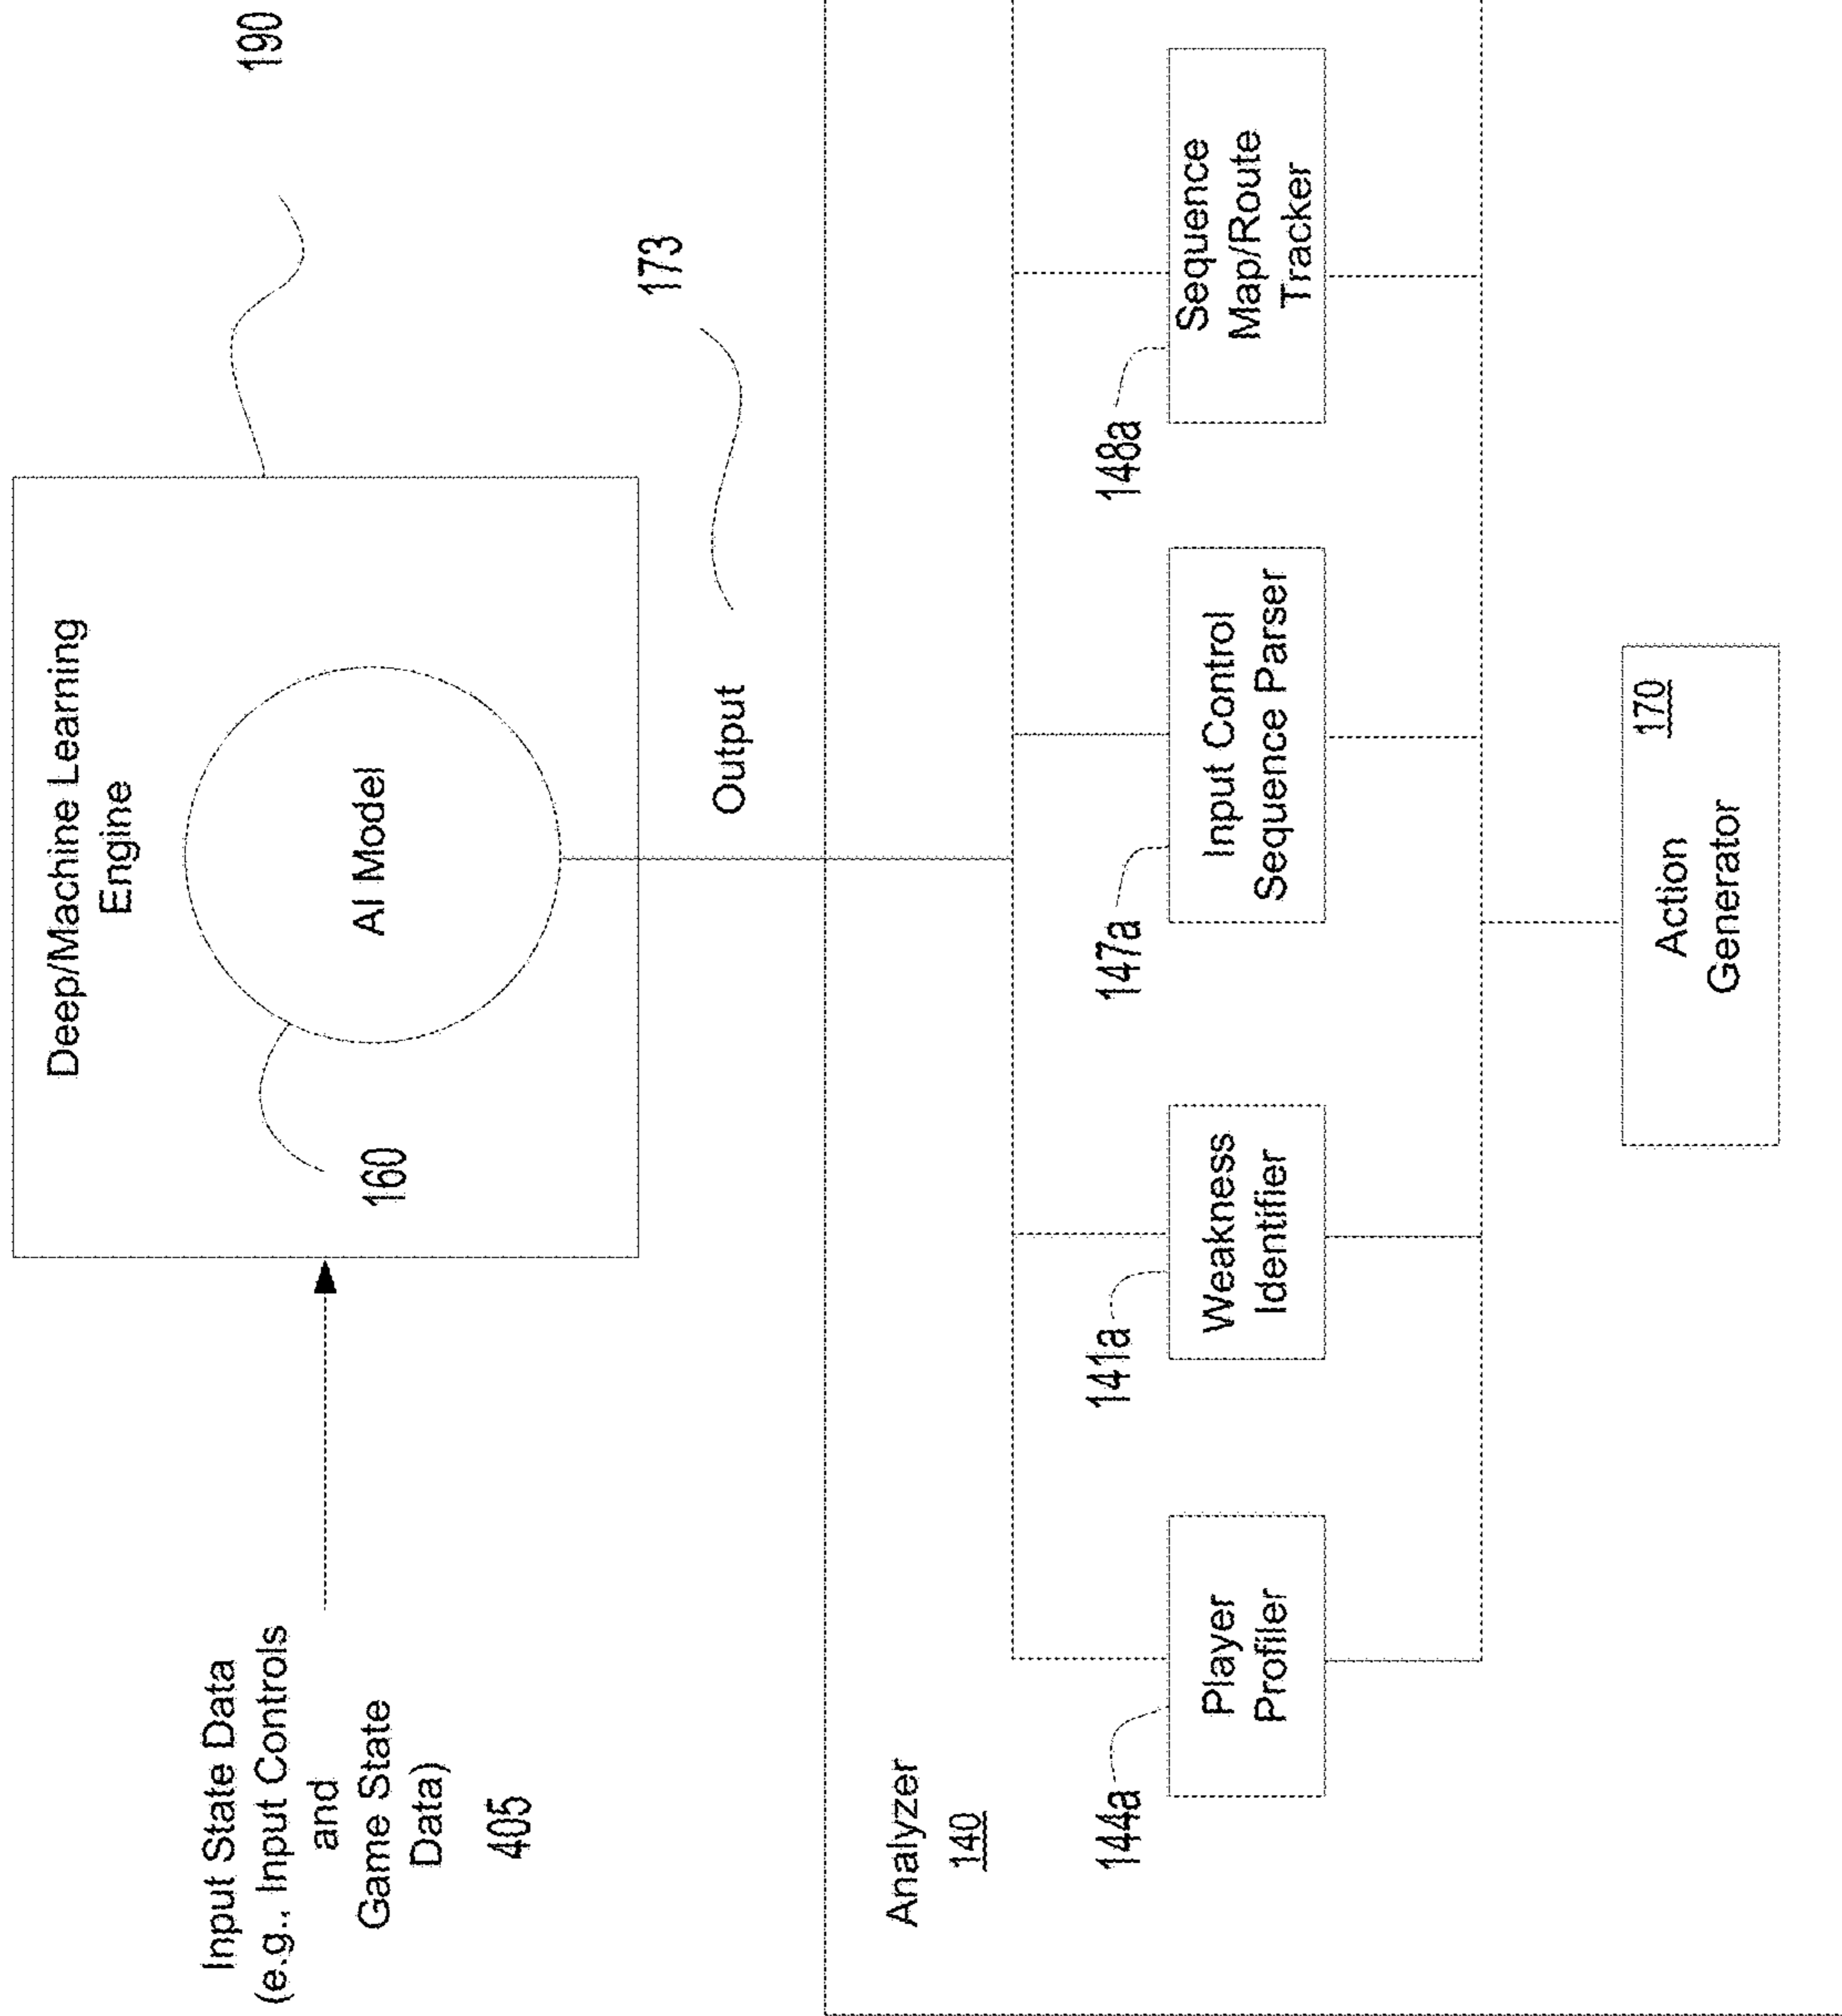 Deep/Machine Learning
Engine
190
AI Model
160
Input State Data
(e.g., Input Controls
and
Game State
Data)
405
Output
173
Analyzer
140
144a
Player
Profiler
141a
Weakness
Identifier
147a
Input Control
Sequence Parser
148a
Sequence
Map/Route
Tracker
170
Action
Generator